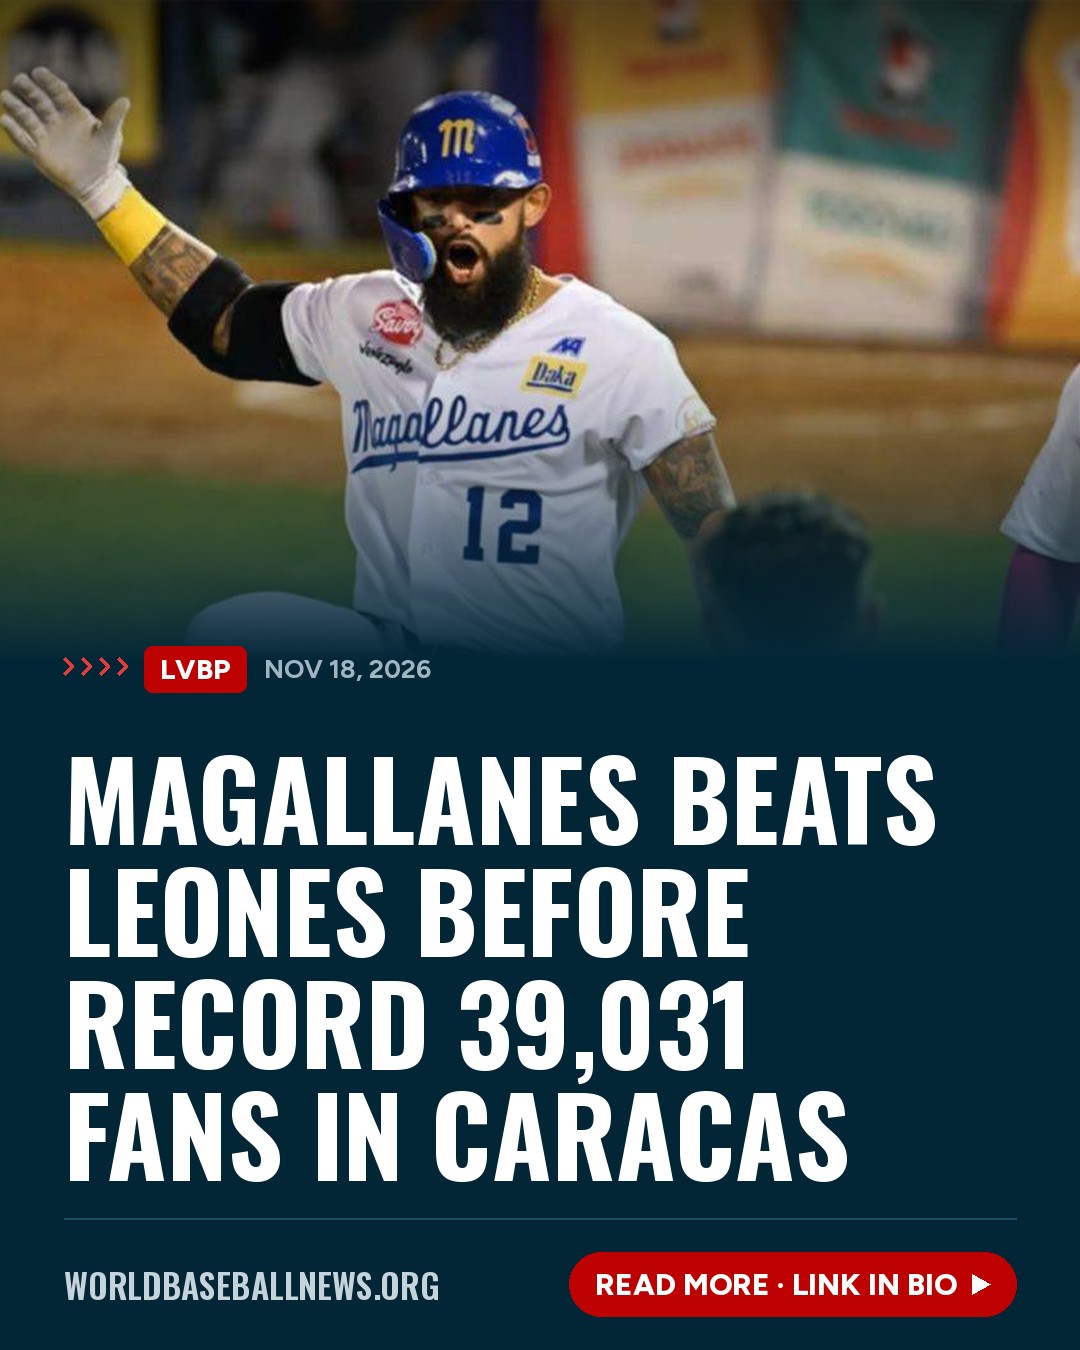 m
Savoy
Venezuela
Daka
Magallanes
12
>>>> LVBP NOV 18, 2026
MAGALLANES BEATS
LEONES BEFORE
RECORD 39,031
FANS IN CARACAS
WORLDBASEBALLNEWS.ORG
READ MORE · LINK IN BIO ▶